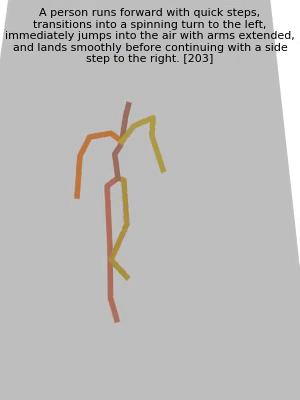 A person runs forward with quick steps,
transitions into a spinning turn to the left,
immediately jumps into the air with arms extended,
and lands smoothly before continuing with a side
step to the right. [203]